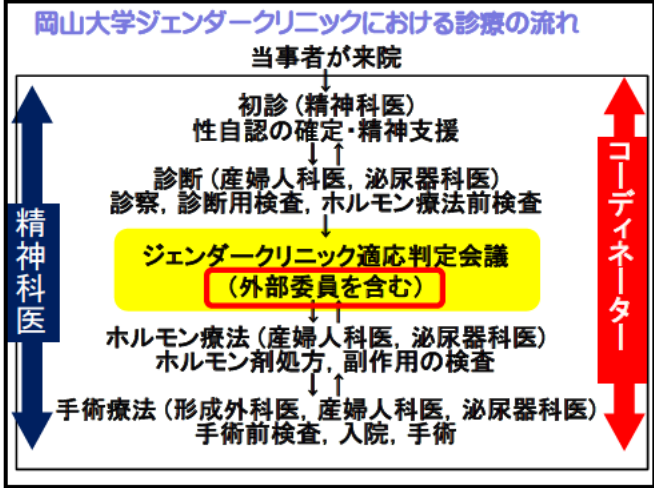 岡山大学ジェンダークリニックにおける診療の流れ
当事者が来院
初診(精神科医)
性自認の確定・精神支援
診断(産婦人科医, 泌尿器科医)
診察, 診断用検査, ホルモン療法前検査
ジェンダークリニック適応判定会議
(外部委員を含む)
ホルモン療法(産婦人科医, 泌尿器科医)
ホルモン剤処方, 副作用の検査
手術療法(形成外科医, 産婦人科医, 泌尿器科医)
手術前検査, 入院, 手術
精神科医
コーディネーター